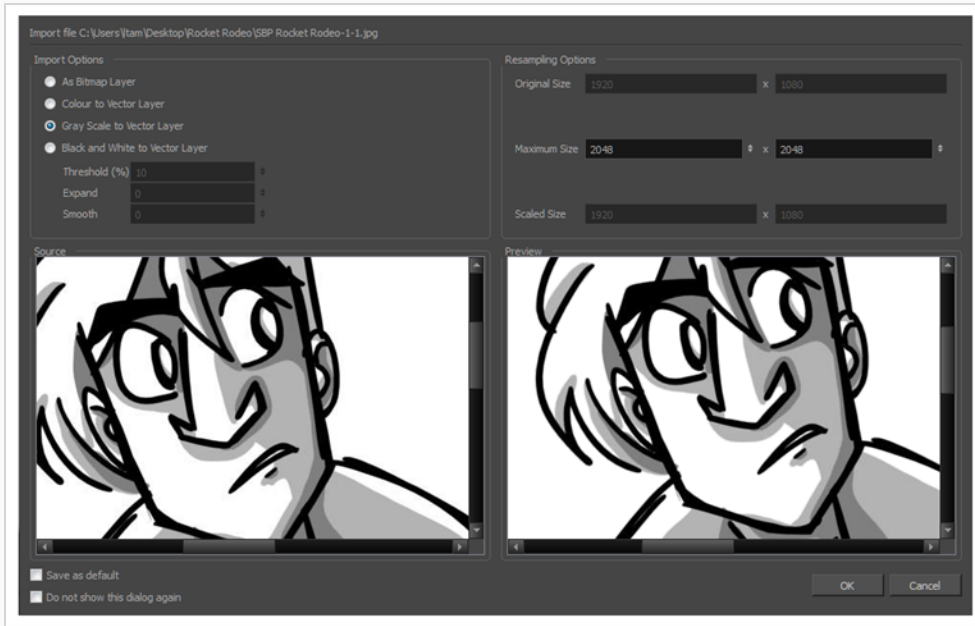 Import file C:\Users\ltam\Desktop\Rocket Rodeo\SBP Rocket Rodeo-1-1.jpg
Import Options
As Bitmap Layer
Colour to Vector Layer
Gray Scale to Vector Layer
Black and White to Vector Layer
Threshold (%) 10
Expand 0
Smooth 0
Resampling Options
Original Size 1920 x 1080
Maximum Size 2048 x 2048
Scaled Size 1920 x 1080
Source
Preview
Save as default
Do not show this dialog again
OK Cancel